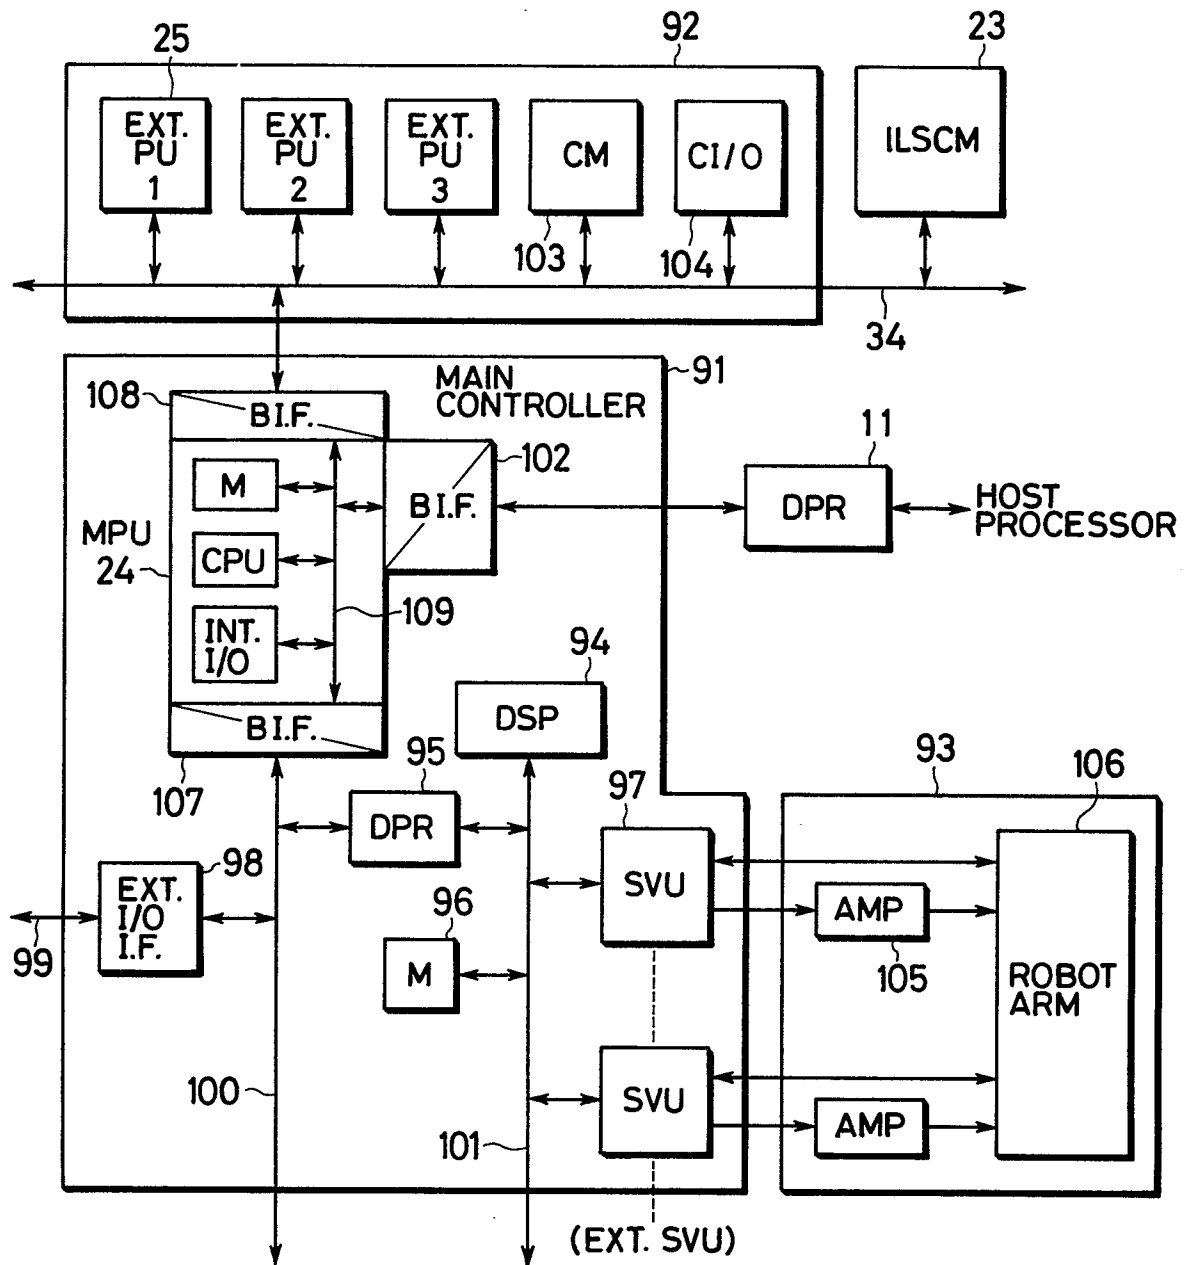 25
92
23
EXT.
PU
1
EXT.
PU
2
EXT.
PU
3
CM
CI/O
ILSCM
103
104
34
MAIN
CONTROLLER
91
108
B.I.F.
102
11
M
B.I.F.
DPR
HOST
PROCESSOR
MPU
24
CPU
109
INT.
I/O
94
B.I.F.
DSP
107
95
97
93
106
DPR
98
EXT.
I/O
I.F.
99
96
M
SVU
AMP
105
ROBOT
ARM
100
101
SVU
AMP
(EXT. SVU)